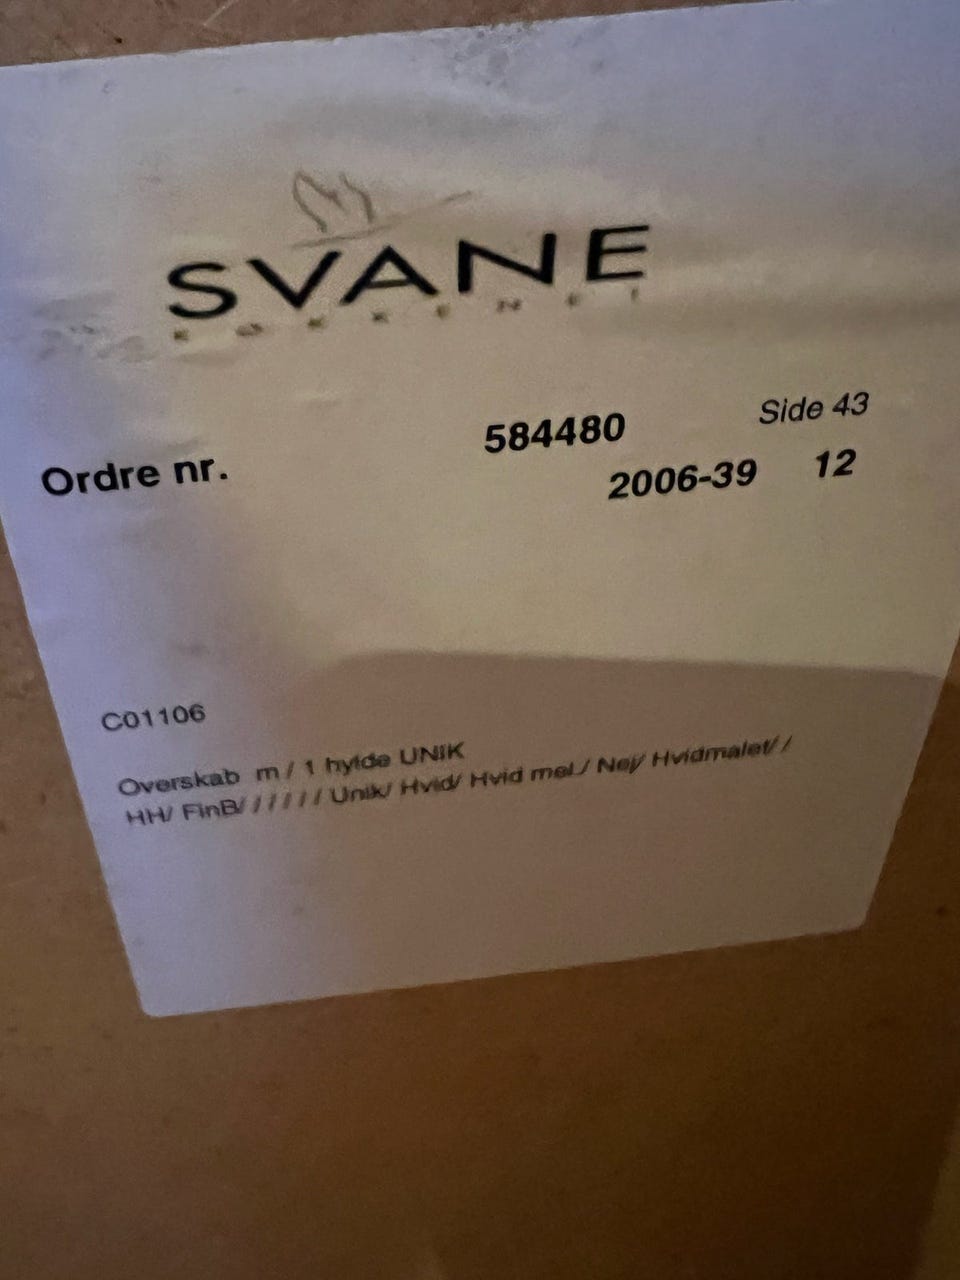 SVANE
KØKKENET
Ordre nr. 584480 Side 43
2006-39 12
C01106
Overskab m/ 1 hylde UNIK
HH/ FinB/ / / / / / Unik/ Hvid/ Hvid mel./ Nej/ Hvidmalet/ /